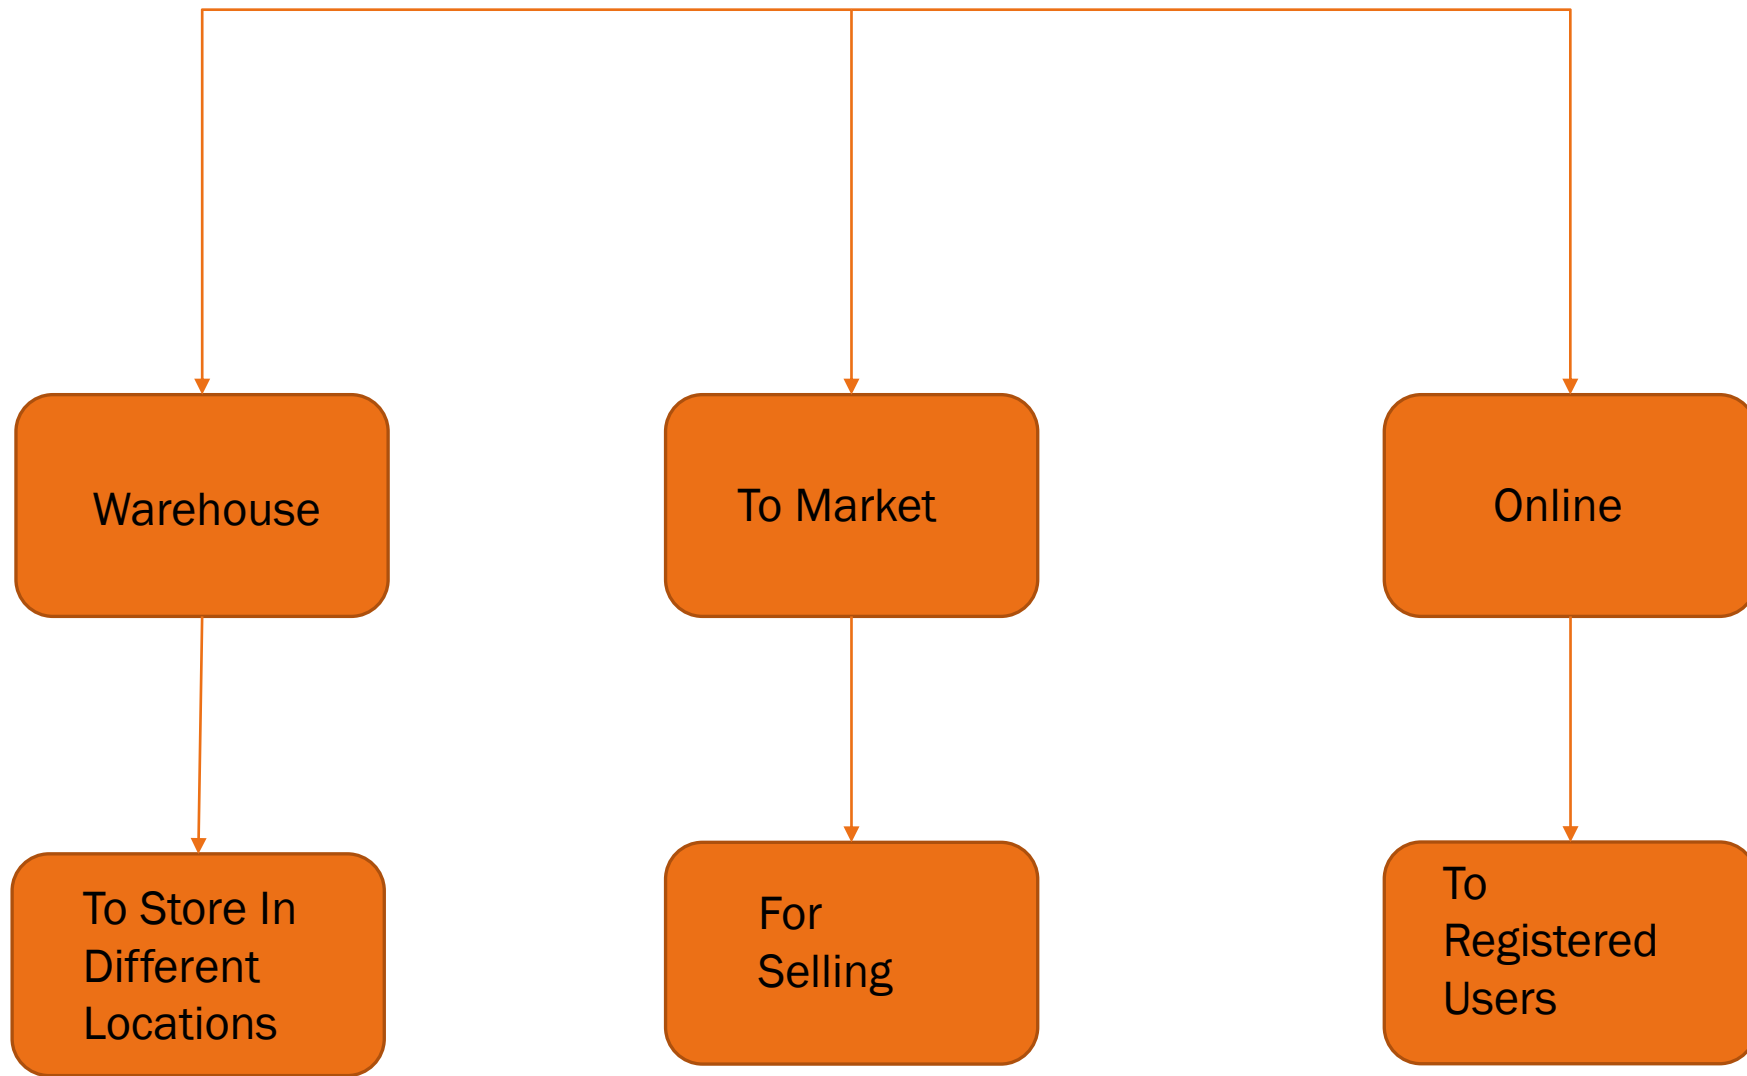 Warehouse
To Market
Online
To Store In
Different
Locations
For
Selling
To
Registered
Users